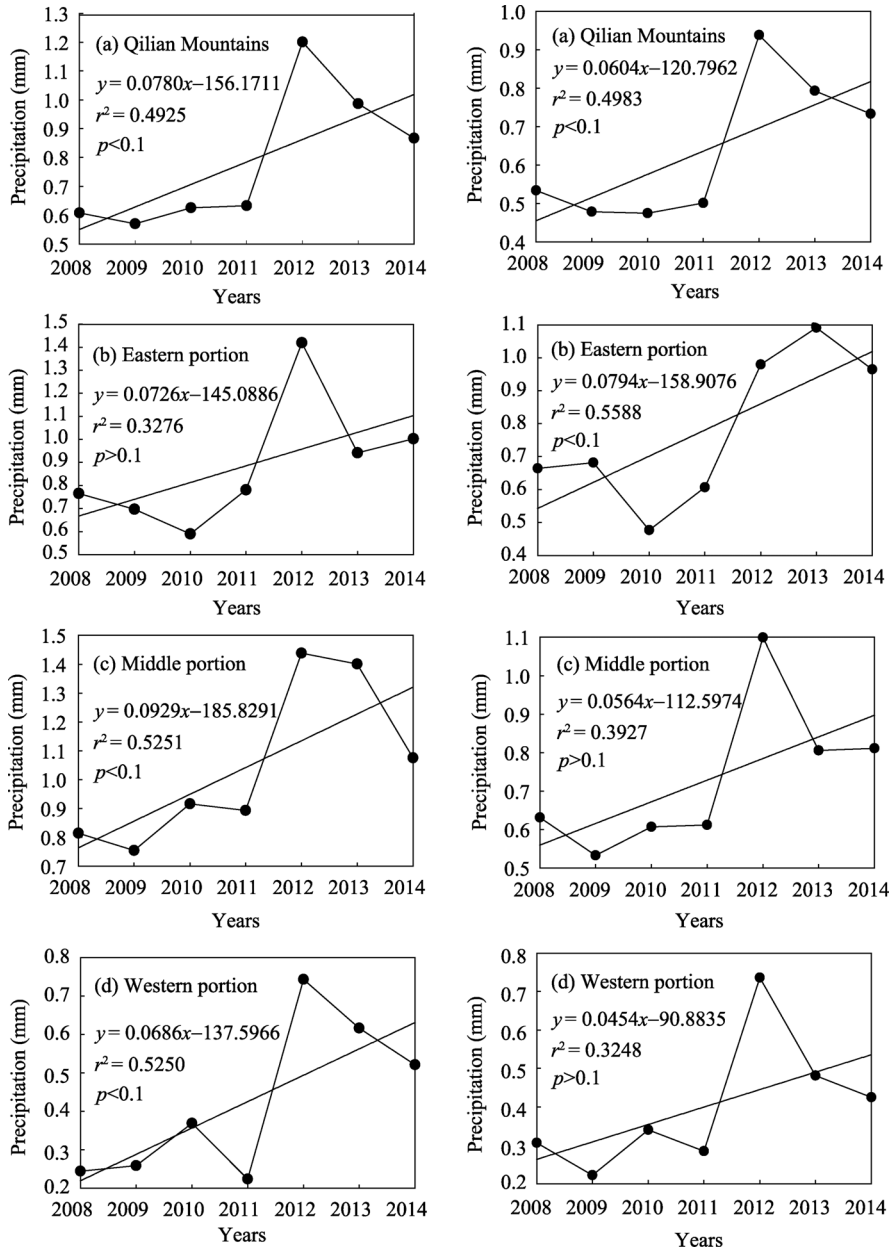 1.3
1.2
1.1
1.0
0.9
0.8
0.7
0.6
0.5
Precipitation (mm)
(a) Qilian Mountains
y = 0.0780x−156.1711
r² = 0.4925
p<0.1
2008 2009 2010 2011 2012 2013 2014
Years
1.0
0.9
0.8
0.7
0.6
0.5
0.4
Precipitation (mm)
(a) Qilian Mountains
y = 0.0604x−120.7962
r² = 0.4983
p<0.1
2008 2009 2010 2011 2012 2013 2014
Years
1.5
1.4
1.3
1.2
1.1
1.0
0.9
0.8
0.7
0.6
0.5
Precipitation (mm)
(b) Eastern portion
y = 0.0726x−145.0886
r² = 0.3276
p>0.1
2008 2009 2010 2011 2012 2013 2014
Years
1.1
1.0
0.9
0.8
0.7
0.6
0.5
0.4
Precipitation (mm)
(b) Eastern portion
y = 0.0794x−158.9076
r² = 0.5588
p<0.1
2008 2009 2010 2011 2012 2013 2014
Years
1.5
1.4
1.3
1.2
1.1
1.0
0.9
0.8
0.7
Precipitation (mm)
(c) Middle portion
y = 0.0929x−185.8291
r² = 0.5251
p<0.1
2008 2009 2010 2011 2012 2013 2014
Years
1.1
1.0
0.9
0.8
0.7
0.6
0.5
Precipitation (mm)
(c) Middle portion
y = 0.0564x−112.5974
r² = 0.3927
p>0.1
2008 2009 2010 2011 2012 2013 2014
Years
0.8
0.7
0.6
0.5
0.4
0.3
0.2
Precipitation (mm)
(d) Western portion
y = 0.0686x−137.5966
r² = 0.5250
p<0.1
2008 2009 2010 2011 2012 2013 2014
Years
0.8
0.7
0.6
0.5
0.4
0.3
0.2
Precipitation (mm)
(d) Western portion
y = 0.0454x−90.8835
r² = 0.3248
p>0.1
2008 2009 2010 2011 2012 2013 2014
Years